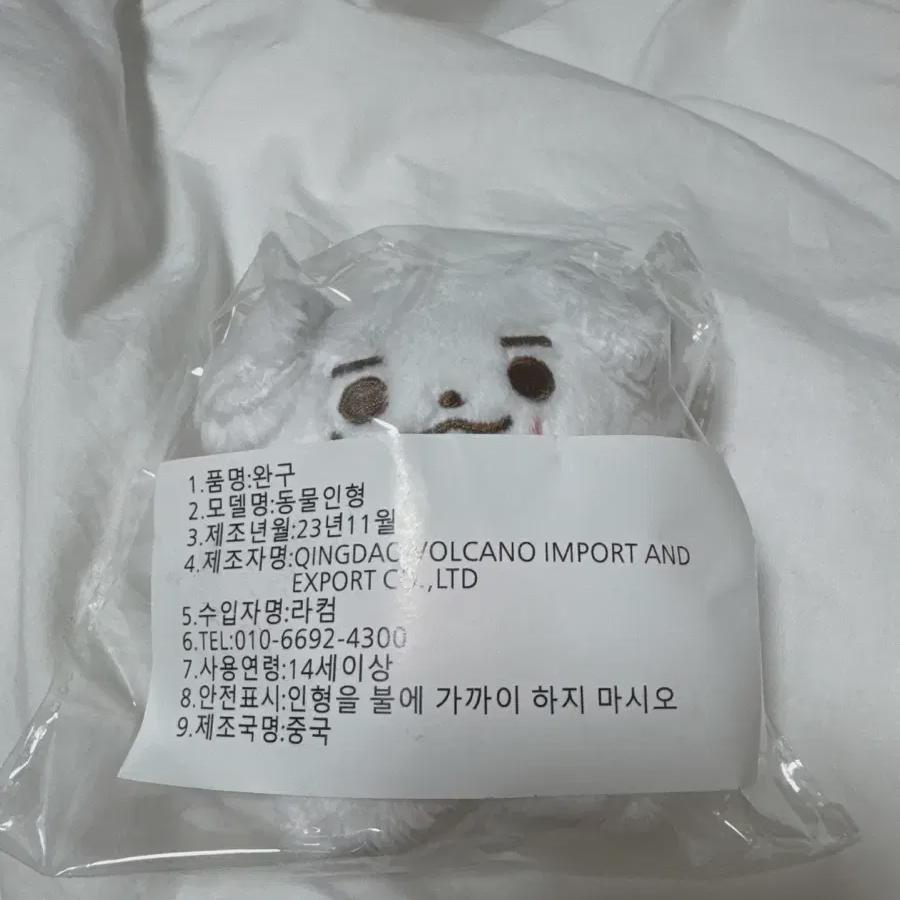 1.품명:완구
2.모델명:동물인형
3.제조년월:23년11월
4.제조자명:QINGDAO VOLCANO IMPORT AND
EXPORT CO.,LTD
5.수입자명:라컴
6.TEL:010-6692-4300
7.사용연령:14세이상
8.안전표시:인형을 불에 가까이 하지 마시오
9.제조국명:중국